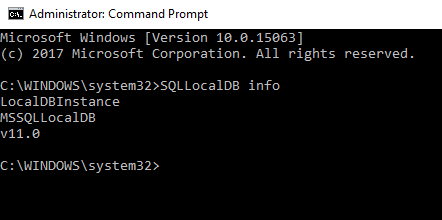 Administrator: Command Prompt
Microsoft Windows [Version 10.0.15063]
(c) 2017 Microsoft Corporation. All rights reserved.
C:\WINDOWS\system32>SQLLocalDB info
LocalDBInstance
MSSQLLocalDB
v11.0
C:\WINDOWS\system32>